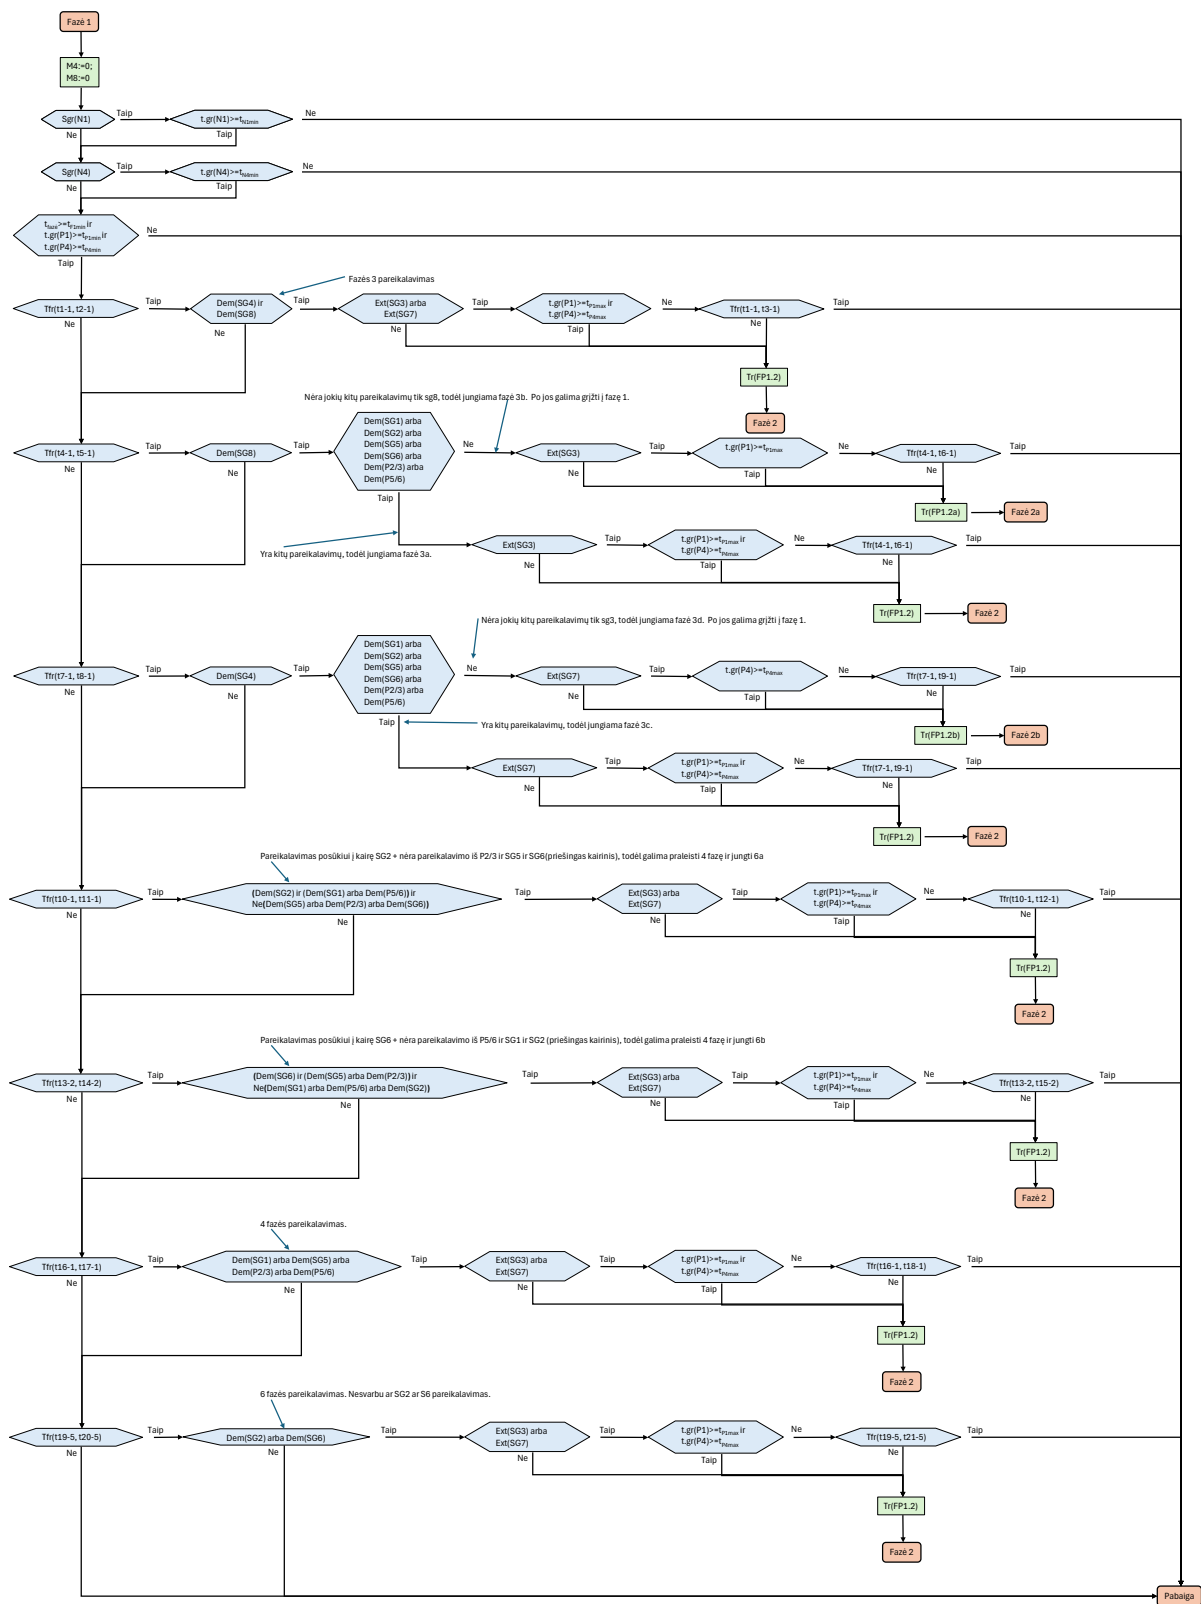 Fazė 1
M4:=0;
M8:=0
Sgr(N1)
Taip
t.gr(N1)>=tN1min
Ne
Ne
Taip
Sgr(N4)
Taip
t.gr(N4)>=tN4min
Ne
Ne
Taip
tfaze>=tF1min ir
t.gr(P1)>=tP1min ir
t.gr(P4)>=tP4min
Ne
Taip
Fazės 3 pareikalavimas
Tfr(t1-1, t2-1)
Taip
Dem(SG4) ir
Dem(SG8)
Taip
Ext(SG3) arba
Ext(SG7)
Taip
t.gr(P1)>=tP1max ir
t.gr(P4)>=tP4max
Ne
Tfr(t1-1, t3-1)
Taip
Ne
Ne
Ne
Taip
Ne
Tr(FP1.2)
Fazė 2
Nėra jokių kitų pareikalavimų tik sg8, todėl jungiama fazė 3b. Po jos galima grįžti į fazę 1.
Tfr(t4-1, t5-1)
Taip
Dem(SG8)
Taip
Dem(SG1) arba
Dem(SG2) arba
Dem(SG5) arba
Dem(SG6) arba
Dem(P2/3) arba
Dem(P5/6)
Ne
Ext(SG3)
Taip
t.gr(P1)>=tP1max
Ne
Tfr(t4-1, t6-1)
Taip
Ne
Ne
Taip
Ne
Taip
Ne
Tr(FP1.2a)
Fazė 2a
Yra kitų pareikalavimų, todėl jungiama fazė 3a.
Ext(SG3)
Taip
t.gr(P1)>=tP1max ir
t.gr(P4)>=tP4max
Ne
Tfr(t4-1, t6-1)
Taip
Ne
Taip
Ne
Tr(FP1.2)
Fazė 2
Nėra jokių kitų pareikalavimų tik sg3, todėl jungiama fazė 3d. Po jos galima grįžti į fazę 1.
Tfr(t7-1, t8-1)
Taip
Dem(SG4)
Taip
Dem(SG1) arba
Dem(SG2) arba
Dem(SG5) arba
Dem(SG6) arba
Dem(P2/3) arba
Dem(P5/6)
Ne
Ext(SG7)
Taip
t.gr(P4)>=tP4max
Ne
Tfr(t7-1, t9-1)
Taip
Ne
Ne
Taip
Ne
Taip
Ne
Tr(FP1.2b)
Fazė 2b
Yra kitų pareikalavimų, todėl jungiama fazė 3c.
Ext(SG7)
Taip
t.gr(P1)>=tP1max ir
t.gr(P4)>=tP4max
Ne
Tfr(t7-1, t9-1)
Taip
Ne
Taip
Ne
Tr(FP1.2)
Fazė 2
Pareikalavimas posūkiui į kairę SG2 + nėra pareikalavimo iš P2/3 ir SG5 ir SG6(priešingas kairinis), todėl galima praleisti 4 fazę ir jungti 6a
Tfr(t10-1, t11-1)
Taip
(Dem(SG2) ir (Dem(SG1) arba Dem(P5/6)) ir
Ne(Dem(SG5) arba Dem(P2/3) arba Dem(SG6))
Taip
Ext(SG3) arba
Ext(SG7)
Taip
t.gr(P1)>=tP1max ir
t.gr(P4)>=tP4max
Ne
Tfr(t10-1, t12-1)
Taip
Ne
Ne
Ne
Taip
Ne
Tr(FP1.2)
Fazė 2
Pareikalavimas posūkiui į kairę SG6 + nėra pareikalavimo iš P5/6 ir SG1 ir SG2 (priešingas kairinis), todėl galima praleisti 4 fazę ir jungti 6b
Tfr(t13-2, t14-2)
Taip
(Dem(SG6) ir (Dem(SG5) arba Dem(P2/3)) ir
Ne(Dem(SG1) arba Dem(P5/6) arba Dem(SG2))
Taip
Ext(SG3) arba
Ext(SG7)
Taip
t.gr(P1)>=tP1max ir
t.gr(P4)>=tP4max
Ne
Tfr(t13-2, t15-2)
Taip
Ne
Ne
Ne
Taip
Ne
Tr(FP1.2)
Fazė 2
4 fazės pareikalavimas.
Tfr(t16-1, t17-1)
Taip
Dem(SG1) arba Dem(SG5) arba
Dem(P2/3) arba Dem(P5/6)
Taip
Ext(SG3) arba
Ext(SG7)
Taip
t.gr(P1)>=tP1max ir
t.gr(P4)>=tP4max
Ne
Tfr(t16-1, t18-1)
Taip
Ne
Ne
Ne
Taip
Ne
Tr(FP1.2)
Fazė 2
6 fazės pareikalavimas. Nesvarbu ar SG2 ar S6 pareikalavimas.
Tfr(t19-5, t20-5)
Taip
Dem(SG2) arba Dem(SG6)
Taip
Ext(SG3) arba
Ext(SG7)
Taip
t.gr(P1)>=tP1max ir
t.gr(P4)>=tP4max
Ne
Tfr(t19-5, t21-5)
Taip
Ne
Ne
Ne
Taip
Ne
Tr(FP1.2)
Fazė 2
Pabaiga